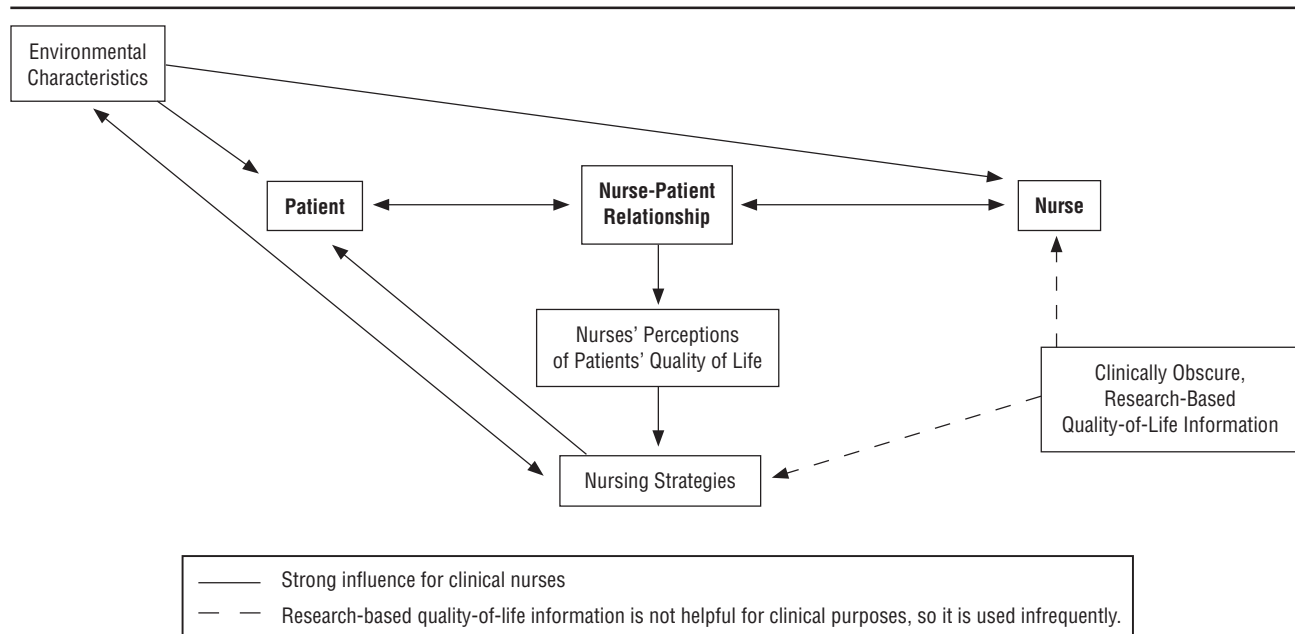 Environmental
Characteristics
Patient
Nurse-Patient
Relationship
Nurse
Nurses’ Perceptions
of Patients’ Quality of Life
Clinically Obscure,
Research-Based
Quality-of-Life Information
Nursing Strategies
Strong influence for clinical nurses
Research-based quality-of-life information is not helpful for clinical purposes, so it is used infrequently.